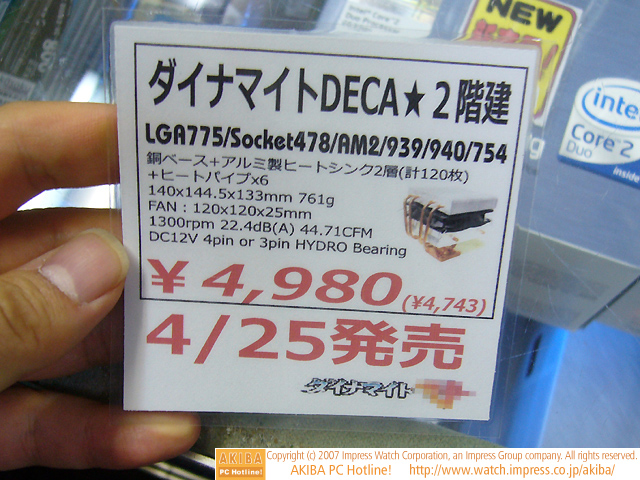 ダイナマイトDECA★2階建
LGA775/Socket478/AM2/939/940/754
銅ベース+アルミ製ヒートシンク2層(計120枚)
+ヒートパイプx6
140x144.5x133mm 761g
FAN : 120x120x25mm
1300rpm 22.4dB(A) 44.71CFM
DC12V 4pin or 3pin HYDRO Bearing
¥4,980(¥4,743)
4/25発売
ダイナマイト
NEW
intel
Core™2
Duo
inside
AKIBA
PC Hotline!
Copyright (c) 2007 Impress Watch Corporation, an Impress Group company. All rights reserved.
AKIBA PC Hotline! http://www.watch.impress.co.jp/akiba/